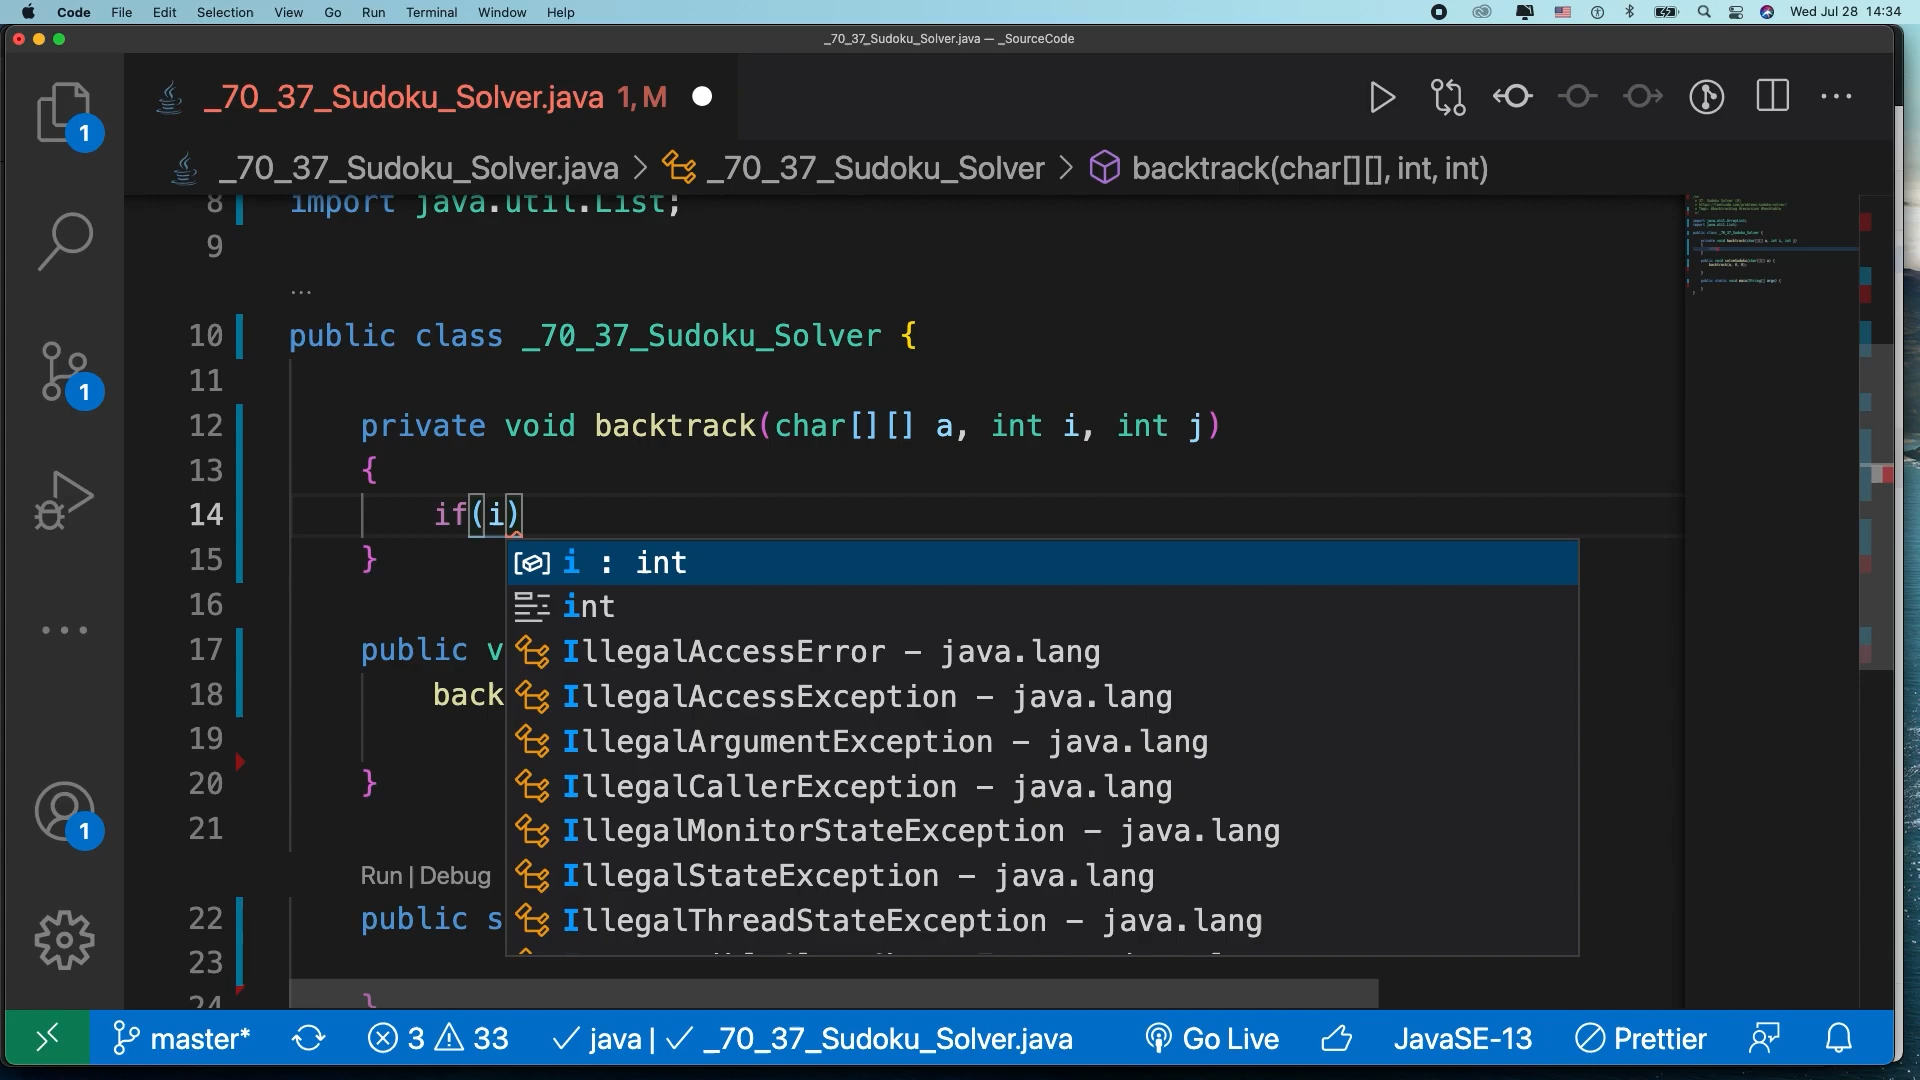 Code File Edit Selection View Go Run Terminal Window Help Wed Jul 28 14:34
_70_37_Sudoku_Solver.java — _SourceCode
_70_37_Sudoku_Solver.java 1, M
_70_37_Sudoku_Solver.java > _70_37_Sudoku_Solver > backtrack(char[][], int, int)
8 import java.util.List;
9
...
10 public class _70_37_Sudoku_Solver {
11
12 private void backtrack(char[][] a, int i, int j)
13 {
14 if(i)
15 }
i : int
int
16
17 public v
IllegalAccessError – java.lang
18 back
IllegalAccessException – java.lang
19
IllegalArgumentException – java.lang
20 }
IllegalCallerException – java.lang
21
IllegalMonitorStateException – java.lang
Run | Debug
IllegalStateException – java.lang
22 public s
IllegalThreadStateException – java.lang
23
24 }
1
1
1
master* 3 33 java | _70_37_Sudoku_Solver.java Go Live JavaSE-13 Prettier